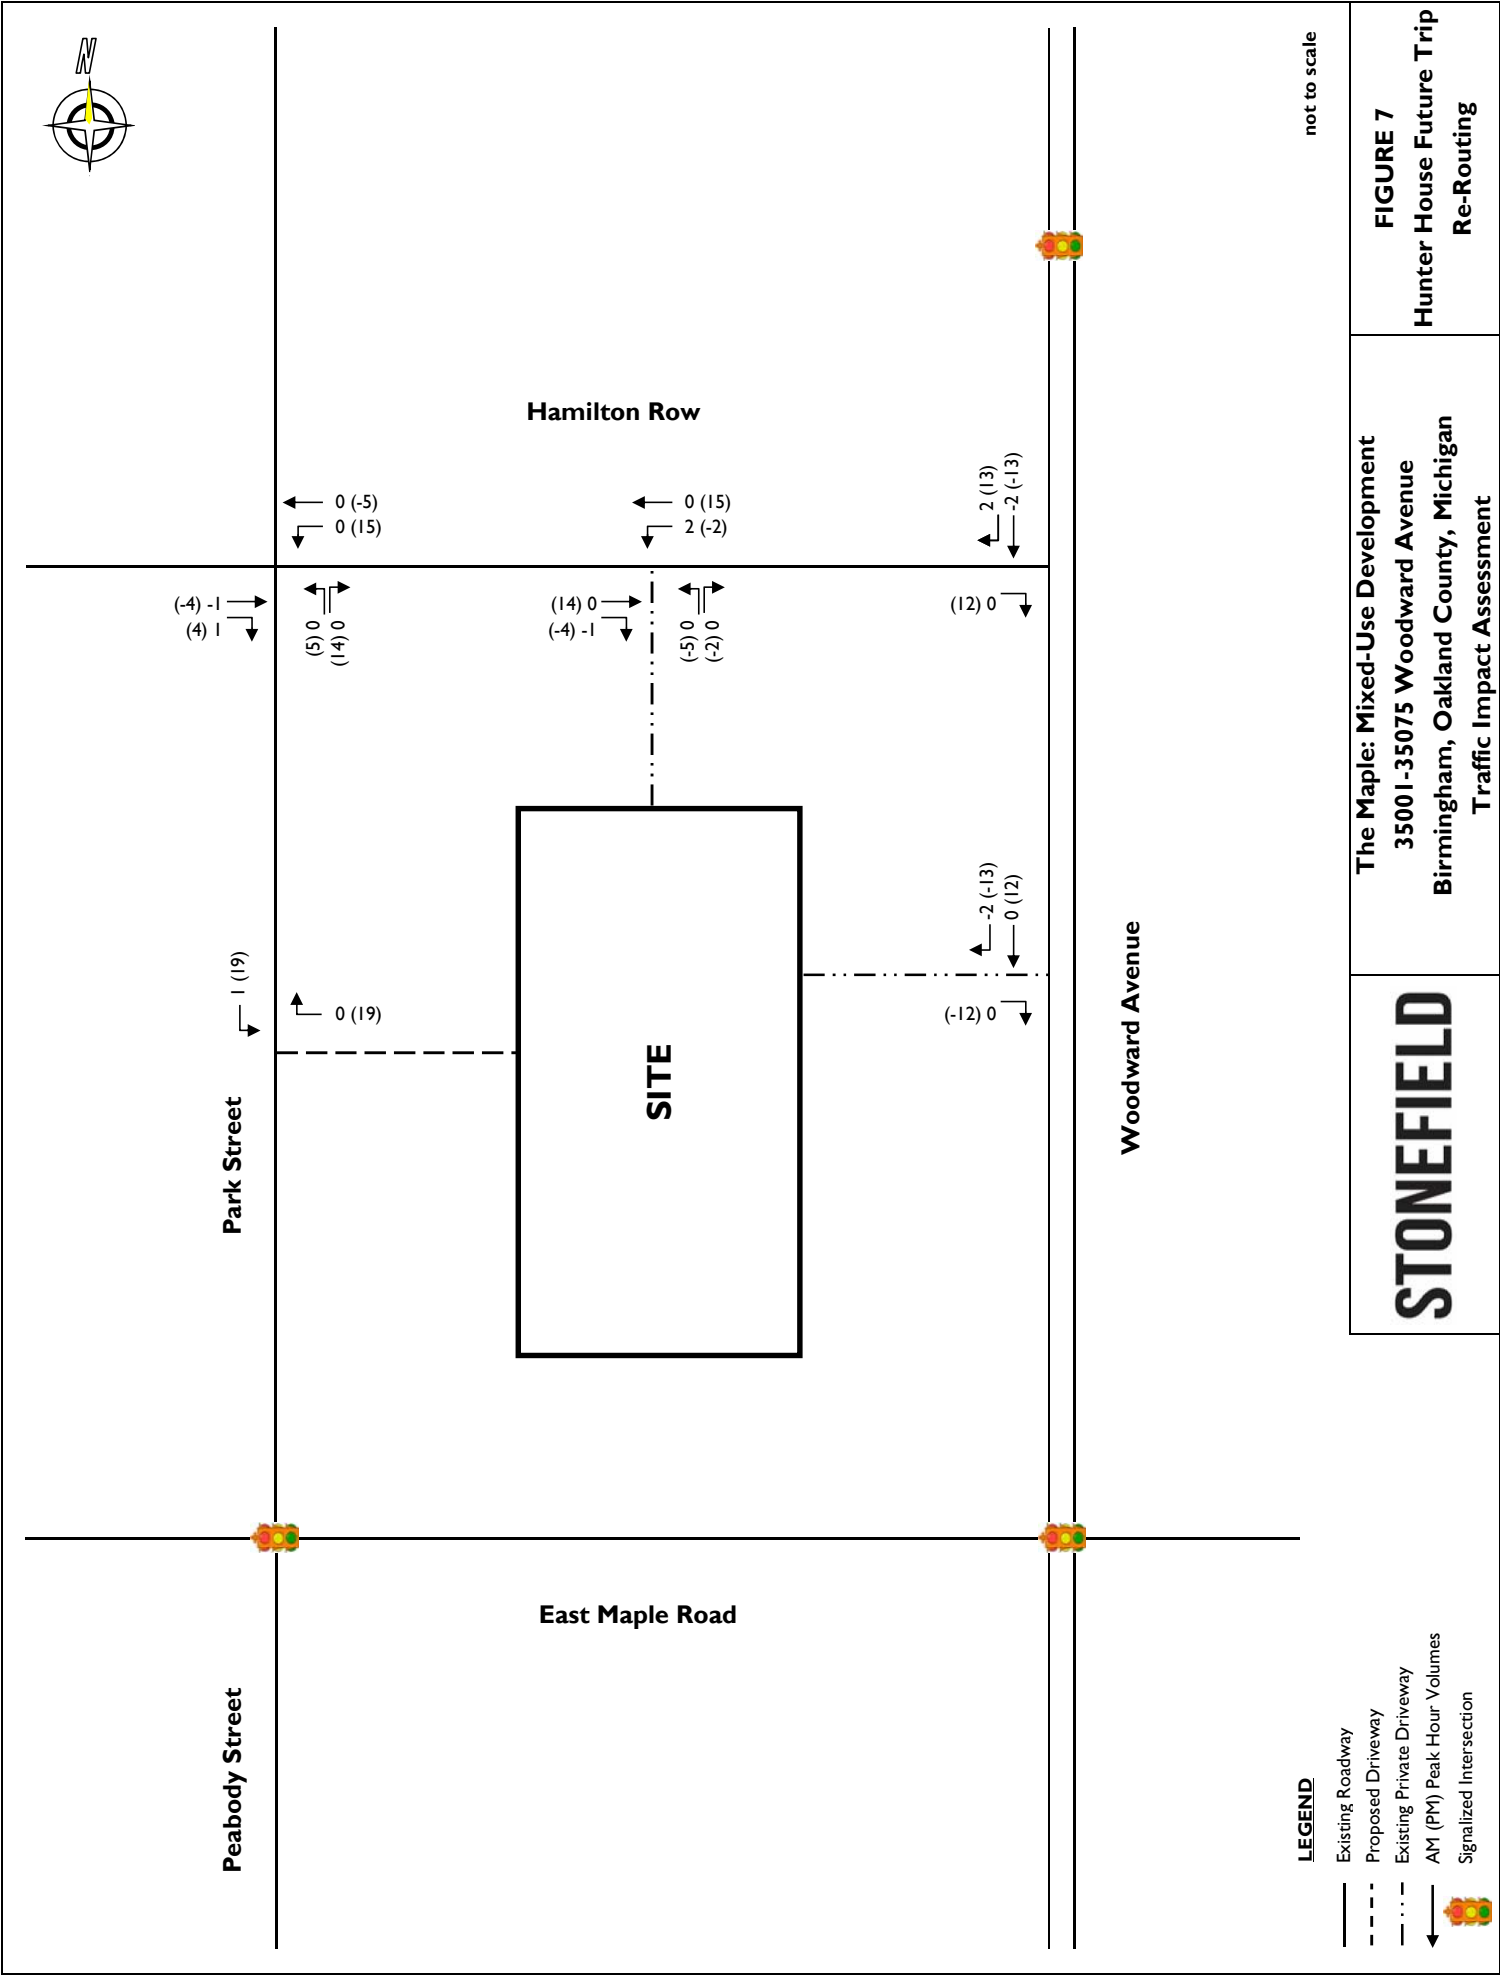 N
not to scale
Hamilton Row
0 (-5)
0 (15)
0 (15)
2 (-2)
2 (13)
-2 (-13)
(-4) -1
(4) 1
(5) 0
(14) 0
(14) 0
(-4) -1
(-5) 0
(-2) 0
(12) 0
1 (19)
0 (19)
-2 (-13)
0 (12)
(-12) 0
SITE
Park Street
Woodward Avenue
East Maple Road
Peabody Street
LEGEND
Existing Roadway
Proposed Driveway
Existing Private Driveway
AM (PM) Peak Hour Volumes
Signalized Intersection
STONEFIELD
The Maple: Mixed-Use Development
35001-35075 Woodward Avenue
Birmingham, Oakland County, Michigan
Traffic Impact Assessment
FIGURE 7
Hunter House Future Trip
Re-Routing